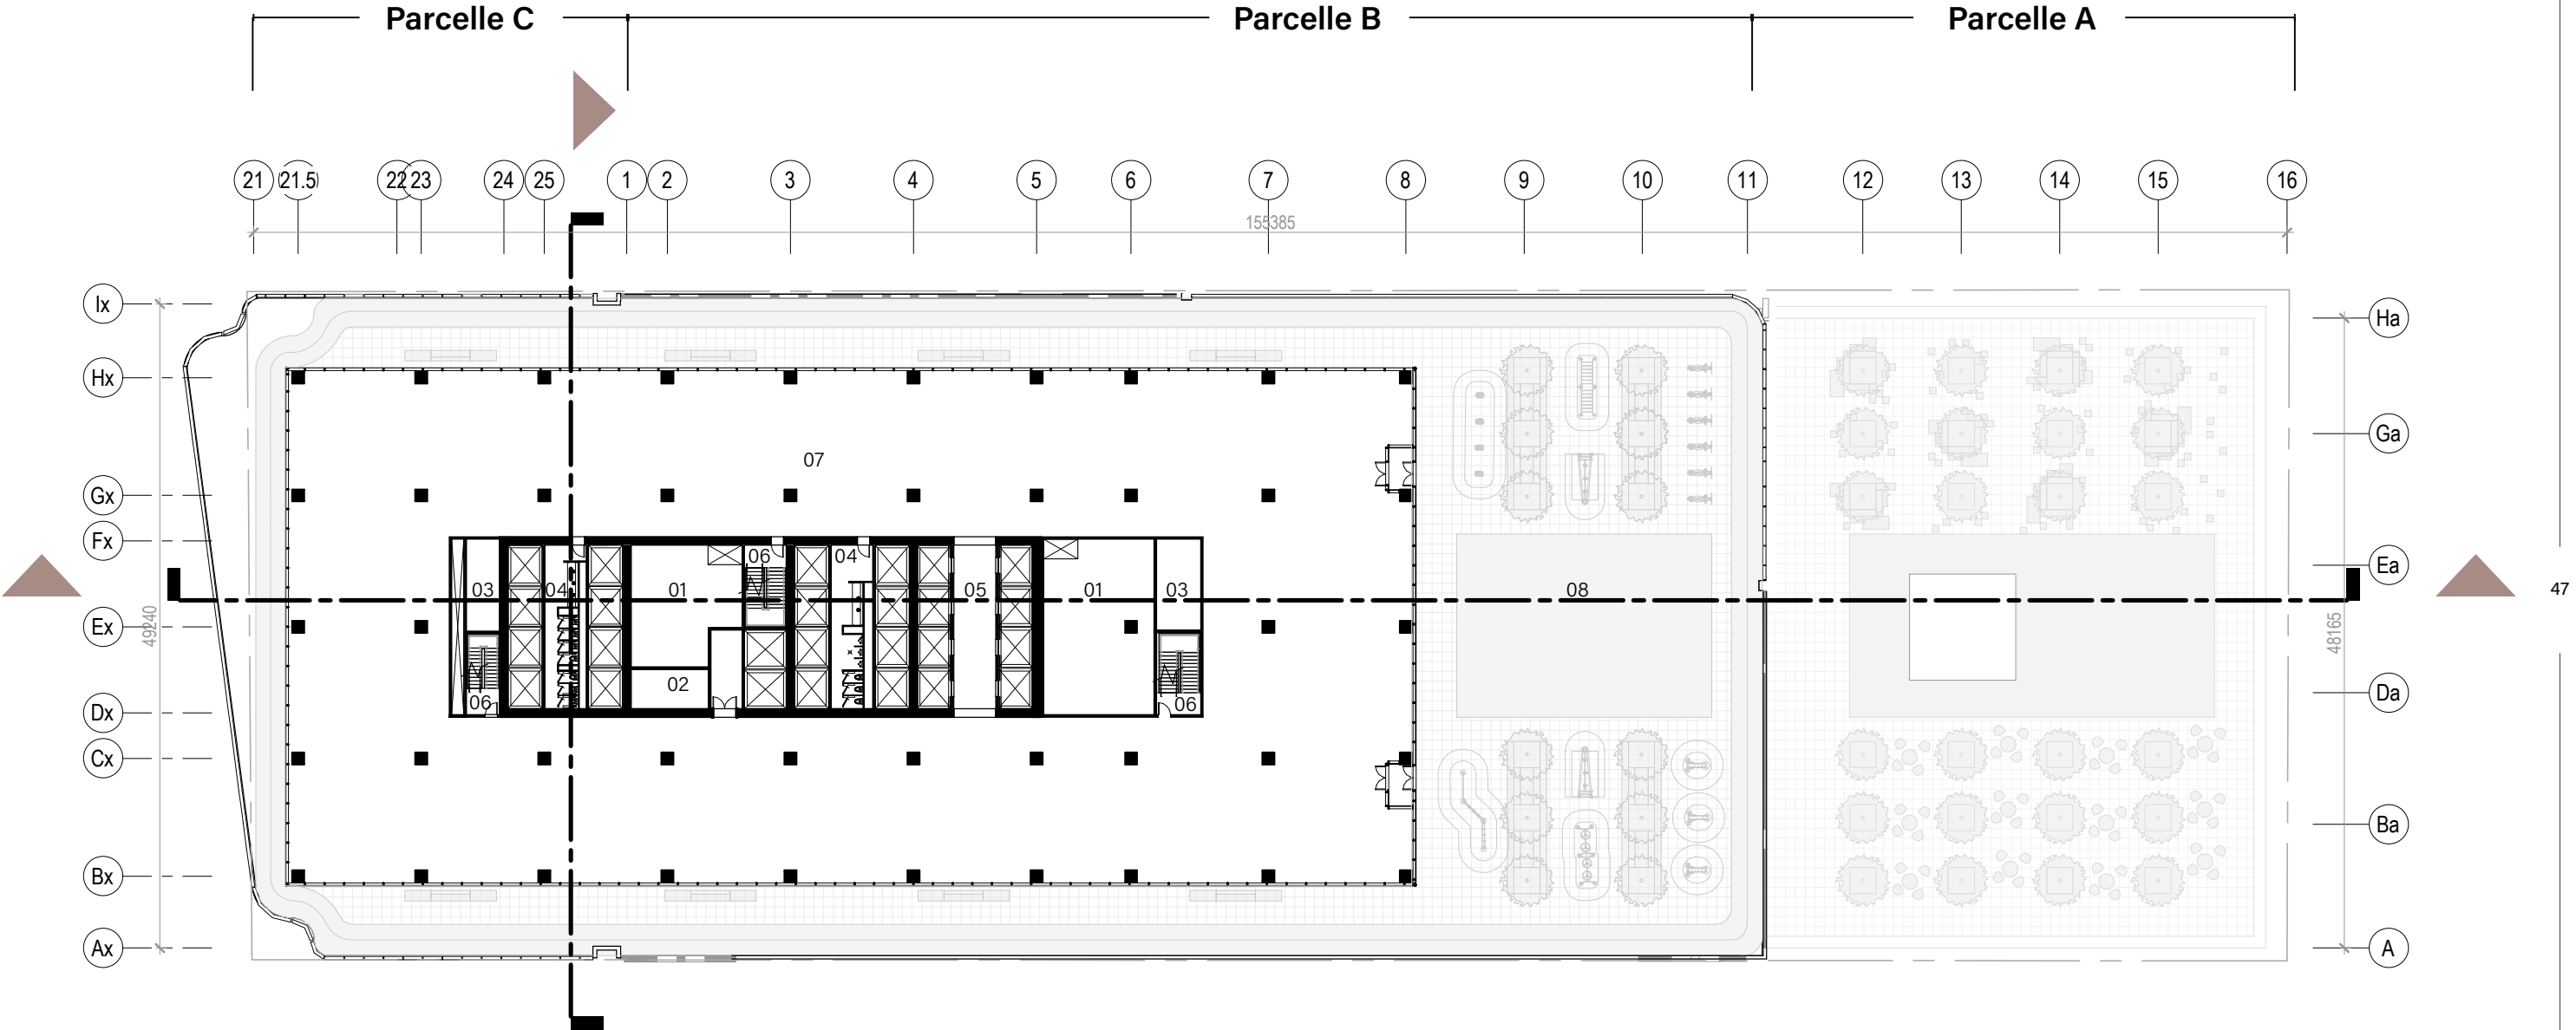 Parcelle C Parcelle B Parcelle A
21 21.5 22 23 24 25 1 2 3 4 5 6 7 8 9 10 11 12 13 14 15 16
155385
Ix Ha
Hx
07 Ga
Gx
Fx
06 04
Ea
03 04 01 05 01 03 08 47
Ex
49240 48165
02
06 06 Da
Dx
Cx
Ba
Bx
Ax A